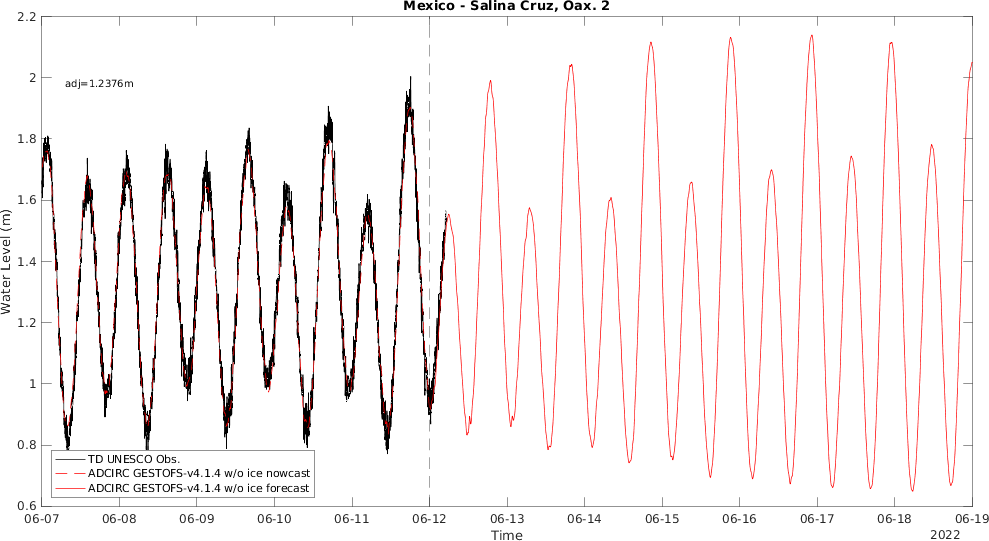 Mexico - Salina Cruz, Oax. 2
2.2
2
1.8
1.6
1.4
1.2
1
0.8
0.6
Water Level (m)
adj=1.2376m
TD UNESCO Obs.
ADCIRC GESTOFS-v4.1.4 w/o ice nowcast
ADCIRC GESTOFS-v4.1.4 w/o ice forecast
06-07 06-08 06-09 06-10 06-11 06-12 06-13 06-14 06-15 06-16 06-17 06-18 06-19
Time
2022